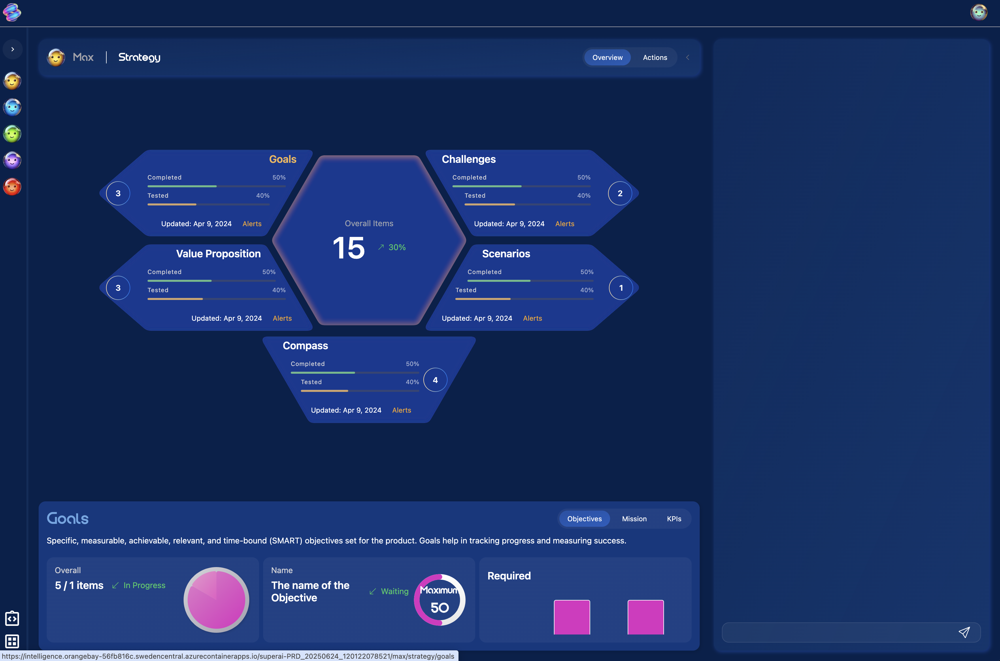 Max
Strategy
Overview
Actions
Goals
Completed 50%
Tested 40%
3
Updated: Apr 9, 2024 Alerts
Challenges
Completed 50%
Tested 40%
2
Updated: Apr 9, 2024 Alerts
Overall Items
15 30%
Value Proposition
Completed 50%
Tested 40%
3
Updated: Apr 9, 2024 Alerts
Scenarios
Completed 50%
Tested 40%
1
Updated: Apr 9, 2024 Alerts
Compass
Completed 50%
Tested 40%
4
Updated: Apr 9, 2024 Alerts
Goals
Objectives
Mission
KPIs
Specific, measurable, achievable, relevant, and time-bound (SMART) objectives set for the product. Goals help in tracking progress and measuring success.
Overall
5 / 1 items In Progress
Name
The name of the
Objective
Waiting
Maximum
50
Required
https://intelligence.orangebay-56fb816c.swedencentral.azurecontainerapps.io/superai-PRD_20250624_120122078521/max/strategy/goals